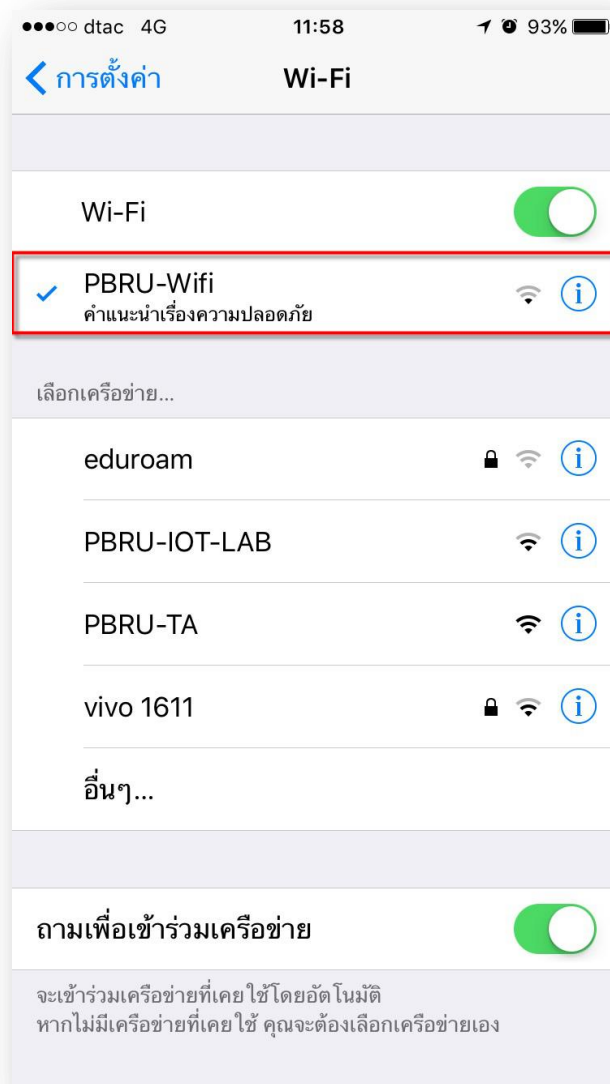 dtac 4G 11:58 93%
การตั้งค่า Wi-Fi
Wi-Fi
PBRU-Wifi
คำแนะนำเรื่องความปลอดภัย
เลือกเครือข่าย...
eduroam
PBRU-IOT-LAB
PBRU-TA
vivo 1611
อื่นๆ...
ถามเพื่อเข้าร่วมเครือข่าย
จะเข้าร่วมเครือข่ายที่เคยใช้โดยอัตโนมัติ
หากไม่มีเครือข่ายที่เคยใช้ คุณจะต้องเลือกเครือข่ายเอง